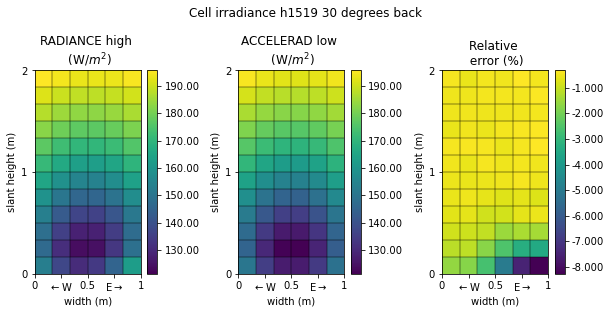 Cell irradiance h1519 30 degrees back
RADIANCE high
(W/m²)
ACCELERAD low
(W/m²)
Relative
error (%)
slant height (m)
2
1
0
0
←W
0.5
E→
1
width (m)
190.00
180.00
170.00
160.00
150.00
140.00
130.00
slant height (m)
2
1
0
0
←W
0.5
E→
1
width (m)
190.00
180.00
170.00
160.00
150.00
140.00
130.00
slant height (m)
2
1
0
0
←W
0.5
E→
1
width (m)
-1.000
-2.000
-3.000
-4.000
-5.000
-6.000
-7.000
-8.000